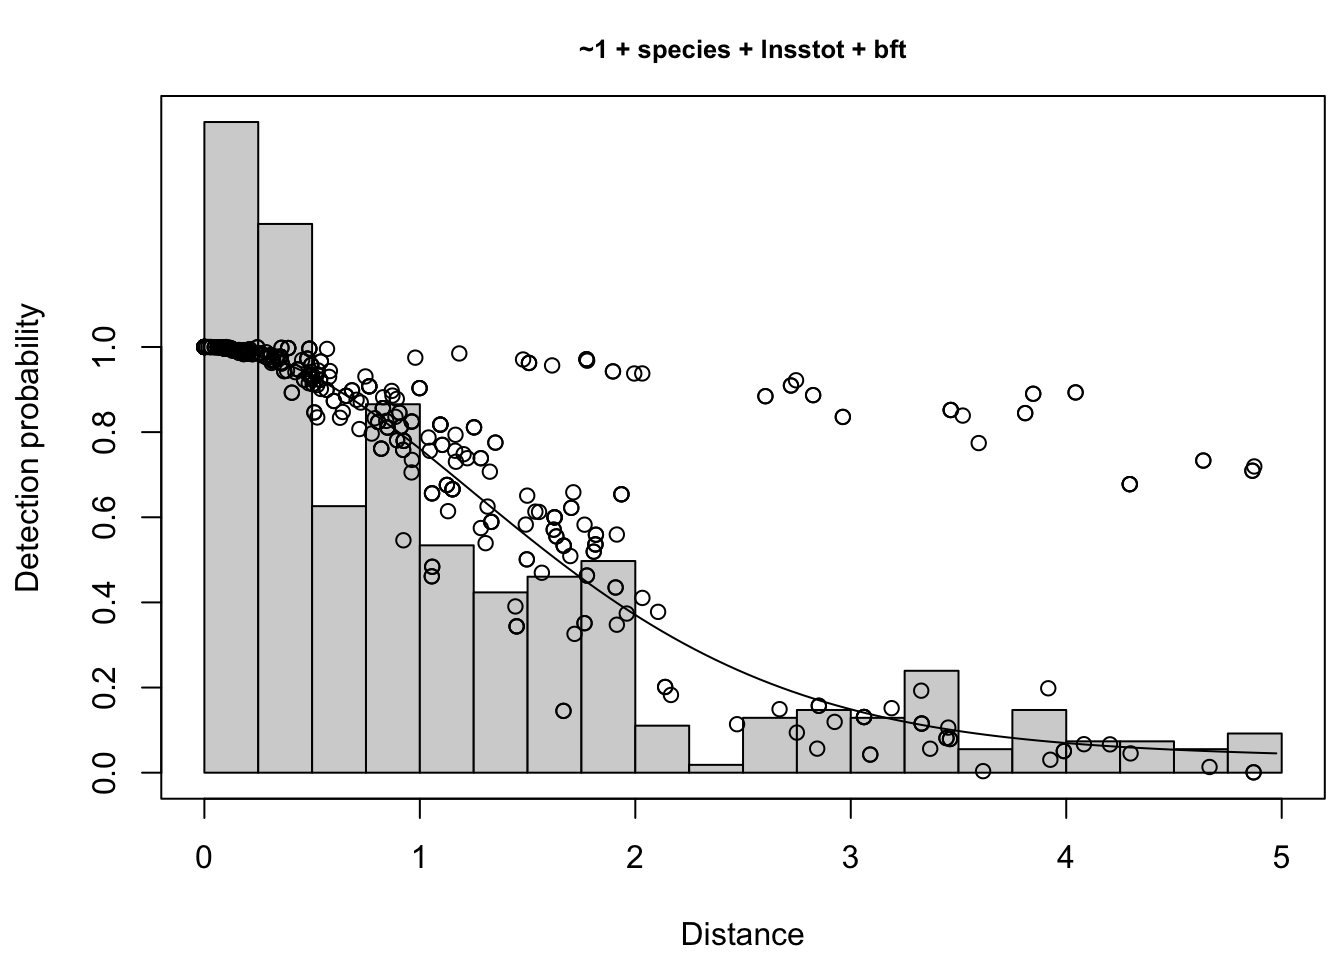 ~1 + species + lnsstot + bft
Detection probability
1.0
0.8
0.6
0.4
0.2
0.0
0 1 2 3 4 5
Distance